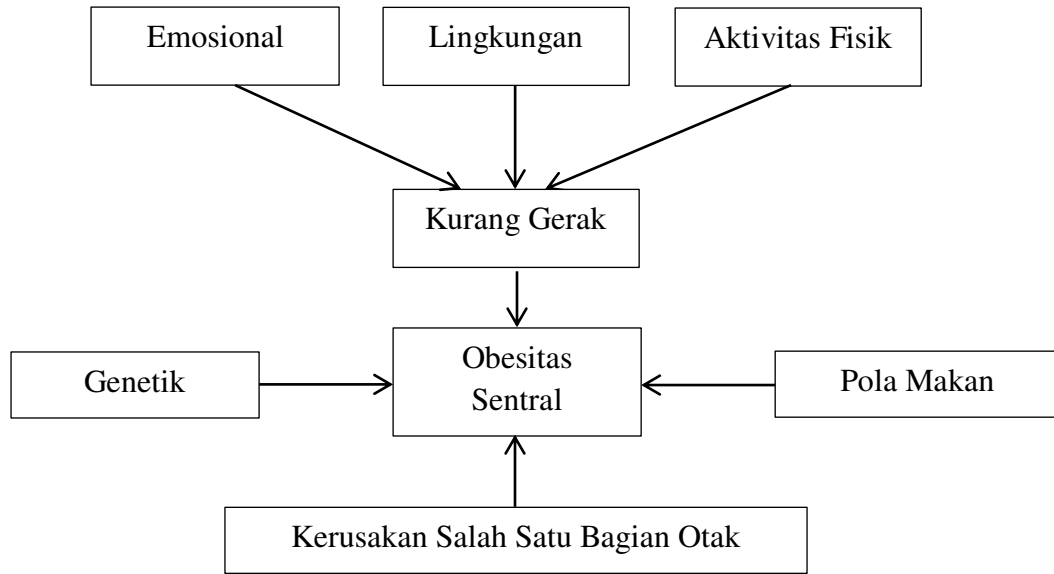 Emosional
Lingkungan
Aktivitas Fisik
Kurang Gerak
Obesitas
Sentral
Genetik
Pola Makan
Kerusakan Salah Satu Bagian Otak